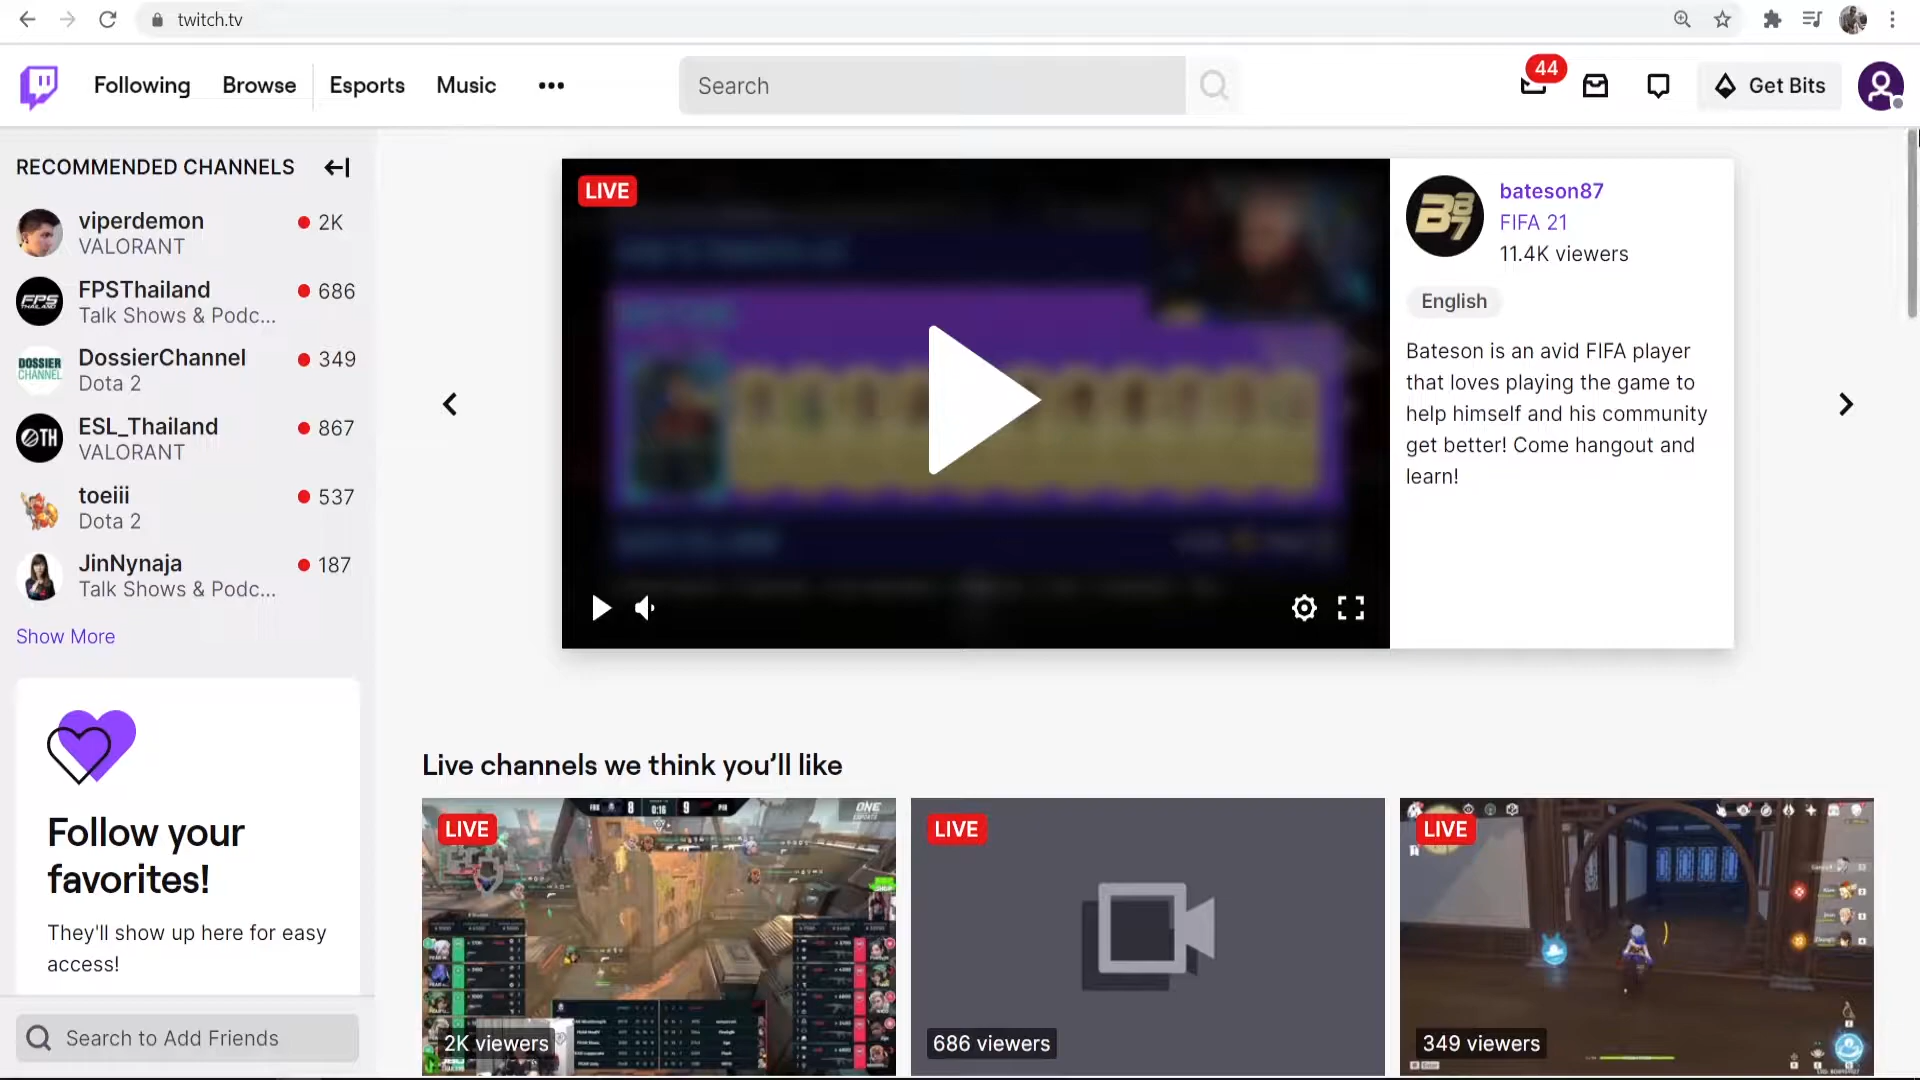 twitch.tv
Following
Browse
Esports
Music
Search
44
Get Bits
RECOMMENDED CHANNELS
viperdemon
2K
VALORANT
FPSThailand
686
Talk Shows & Podc...
DossierChannel
349
Dota 2
ESL_Thailand
867
VALORANT
toeiii
537
Dota 2
JinNynaja
187
Talk Shows & Podc...
Show More
Follow your
favorites!
They'll show up here for easy
access!
Search to Add Friends
LIVE
bateson87
FIFA 21
11.4K viewers
English
Bateson is an avid FIFA player
that loves playing the game to
help himself and his community
get better! Come hangout and
learn!
Live channels we think you’ll like
LIVE
8
0:16
9
ONE
2K viewers
LIVE
686 viewers
LIVE
349 viewers